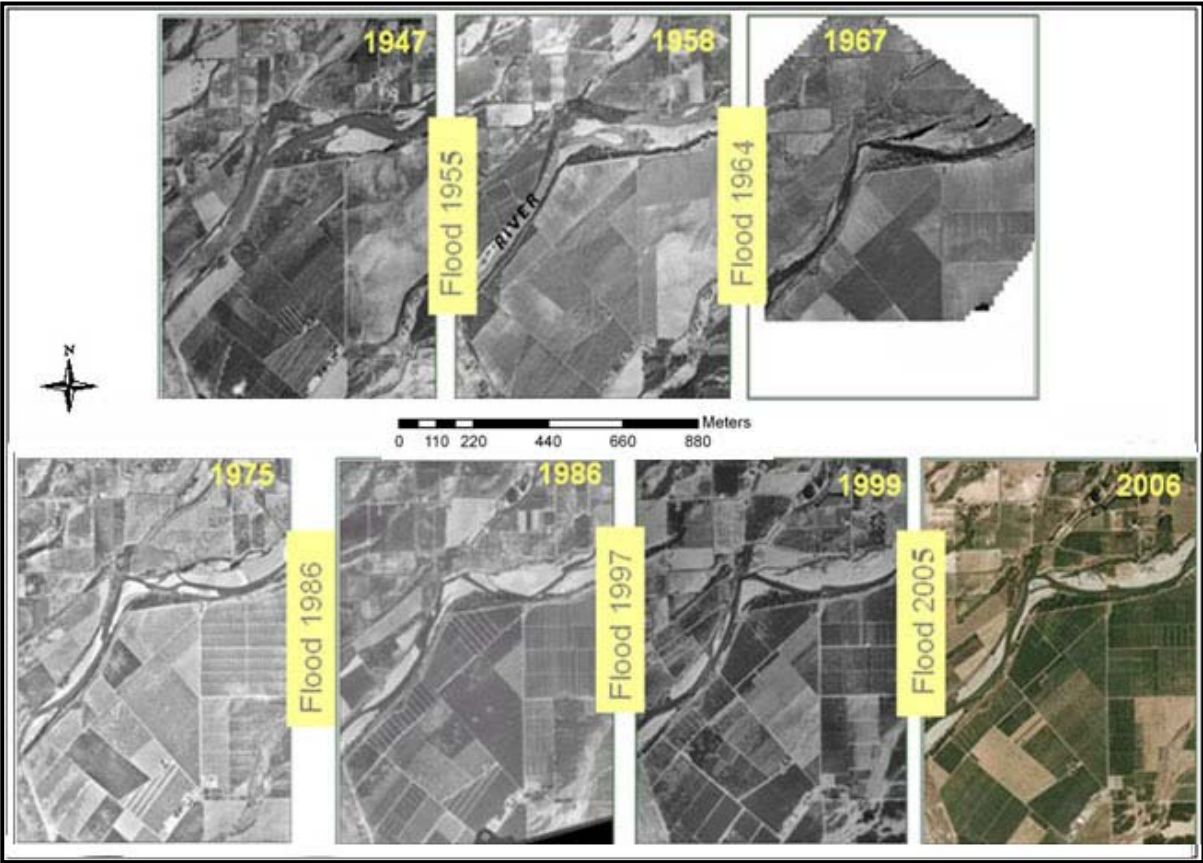 1947
1958
1967
Flood 1955
Flood 1964
RIVER
N
Meters
0 110 220 440 660 880
1975
1986
1999
2006
Flood 1986
Flood 1997
Flood 2005